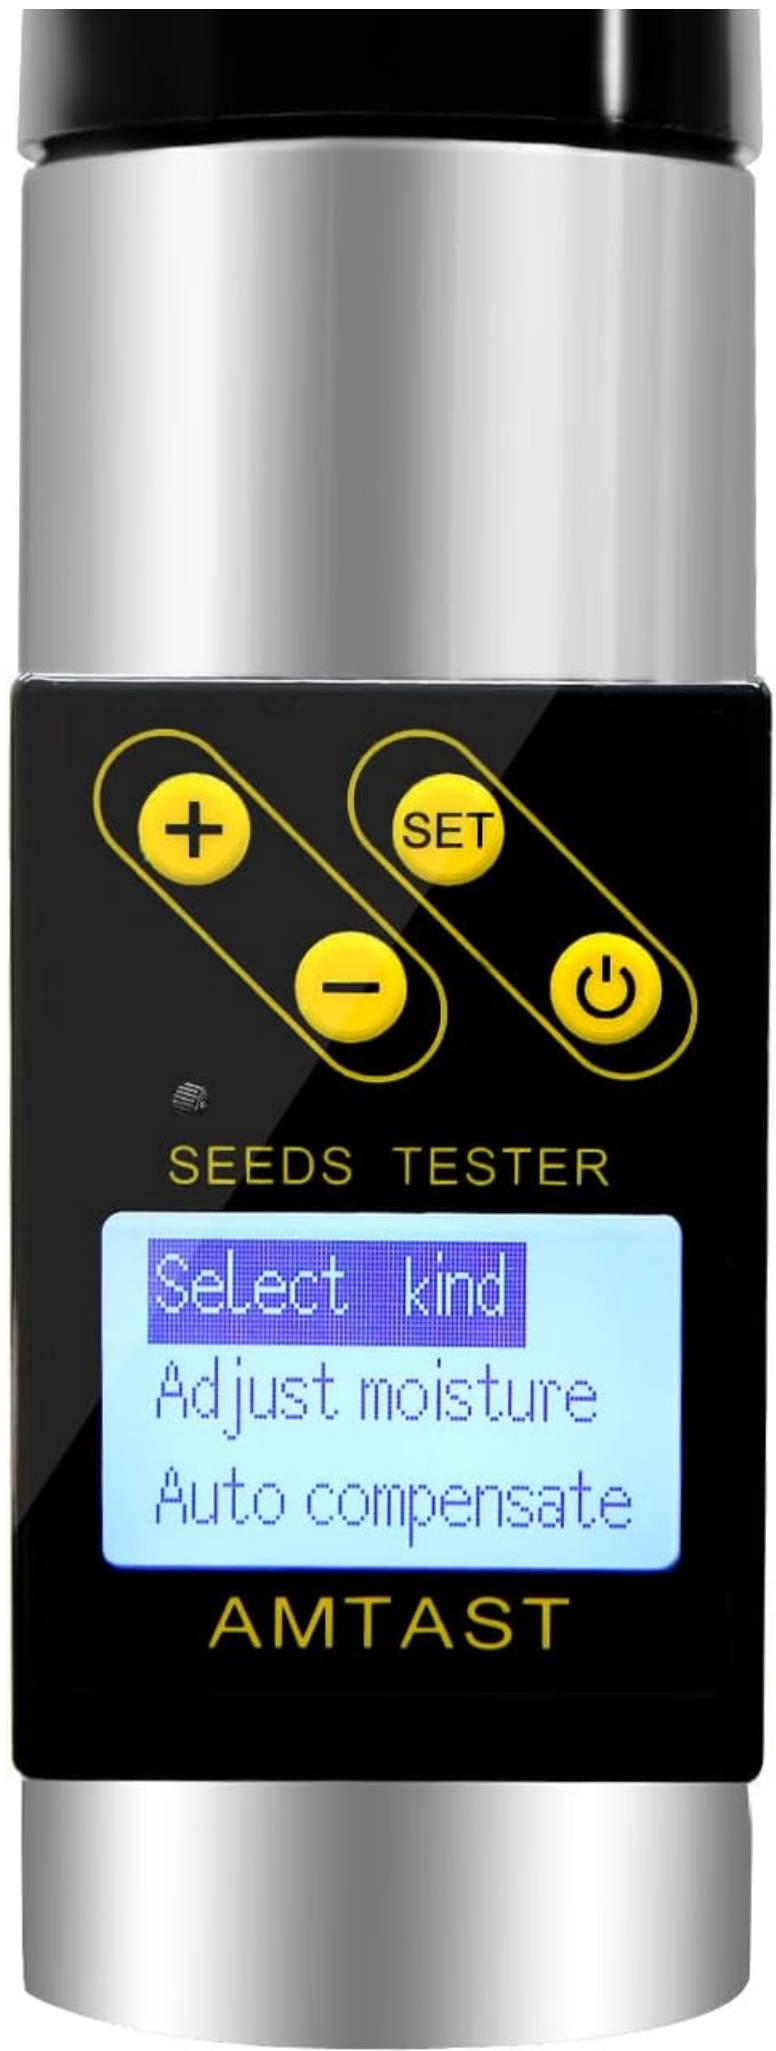 SET
SEEDS TESTER
Select kind
Adjust moisture
Auto compensate
AMTAST